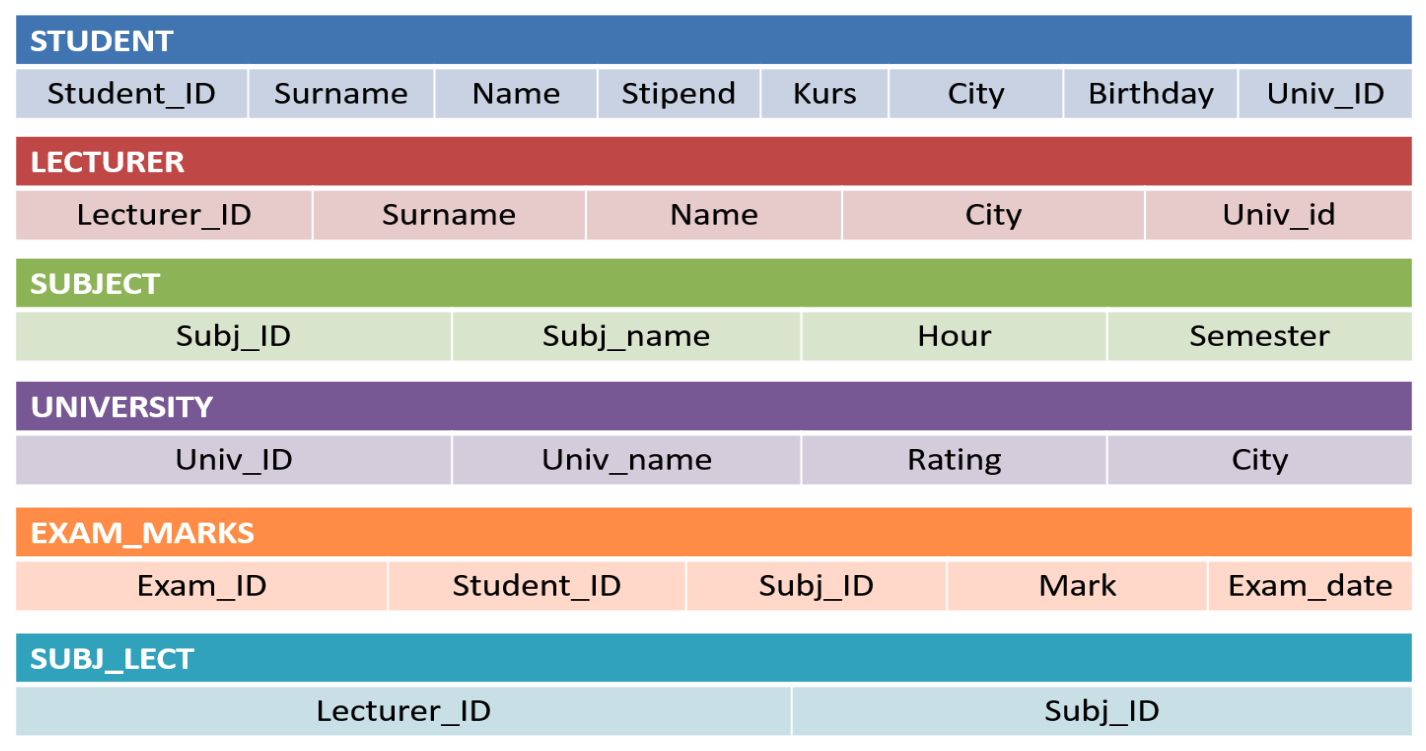 STUDENT
Student_ID Surname Name Stipend Kurs City Birthday Univ_ID
LECTURER
Lecturer_ID Surname Name City Univ_id
SUBJECT
Subj_ID Subj_name Hour Semester
UNIVERSITY
Univ_ID Univ_name Rating City
EXAM_MARKS
Exam_ID Student_ID Subj_ID Mark Exam_date
SUBJ_LECT
Lecturer_ID Subj_ID